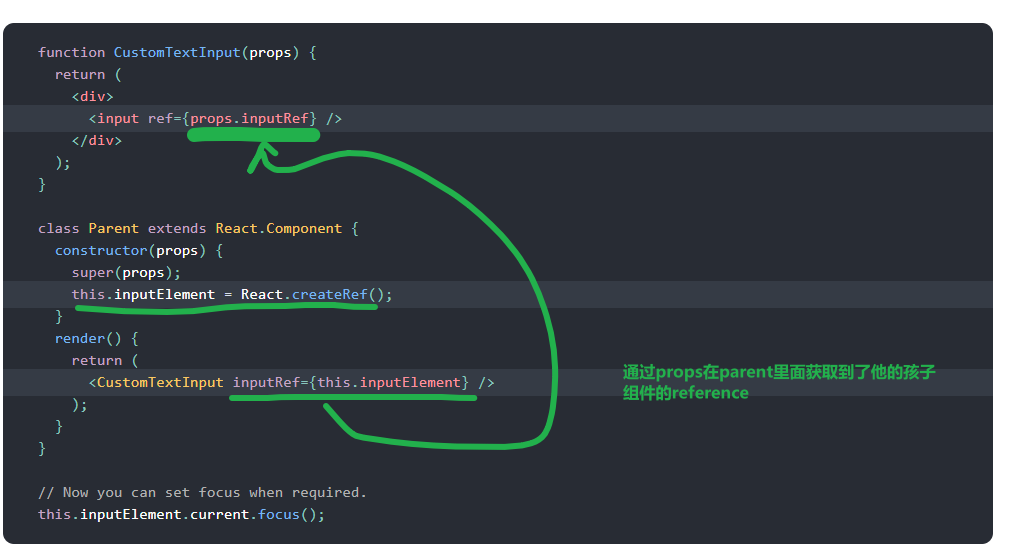 function CustomTextInput(props) {
  return (
    <div>
      <input ref={props.inputRef} />
    </div>
  );
}

class Parent extends React.Component {
  constructor(props) {
    super(props);
    this.inputElement = React.createRef();
  }
  render() {
    return (
      <CustomTextInput inputRef={this.inputElement} />
    );
  }
}
通过props在parent里面获取到了他的孩子
组件的reference

// Now you can set focus when required.
this.inputElement.current.focus();